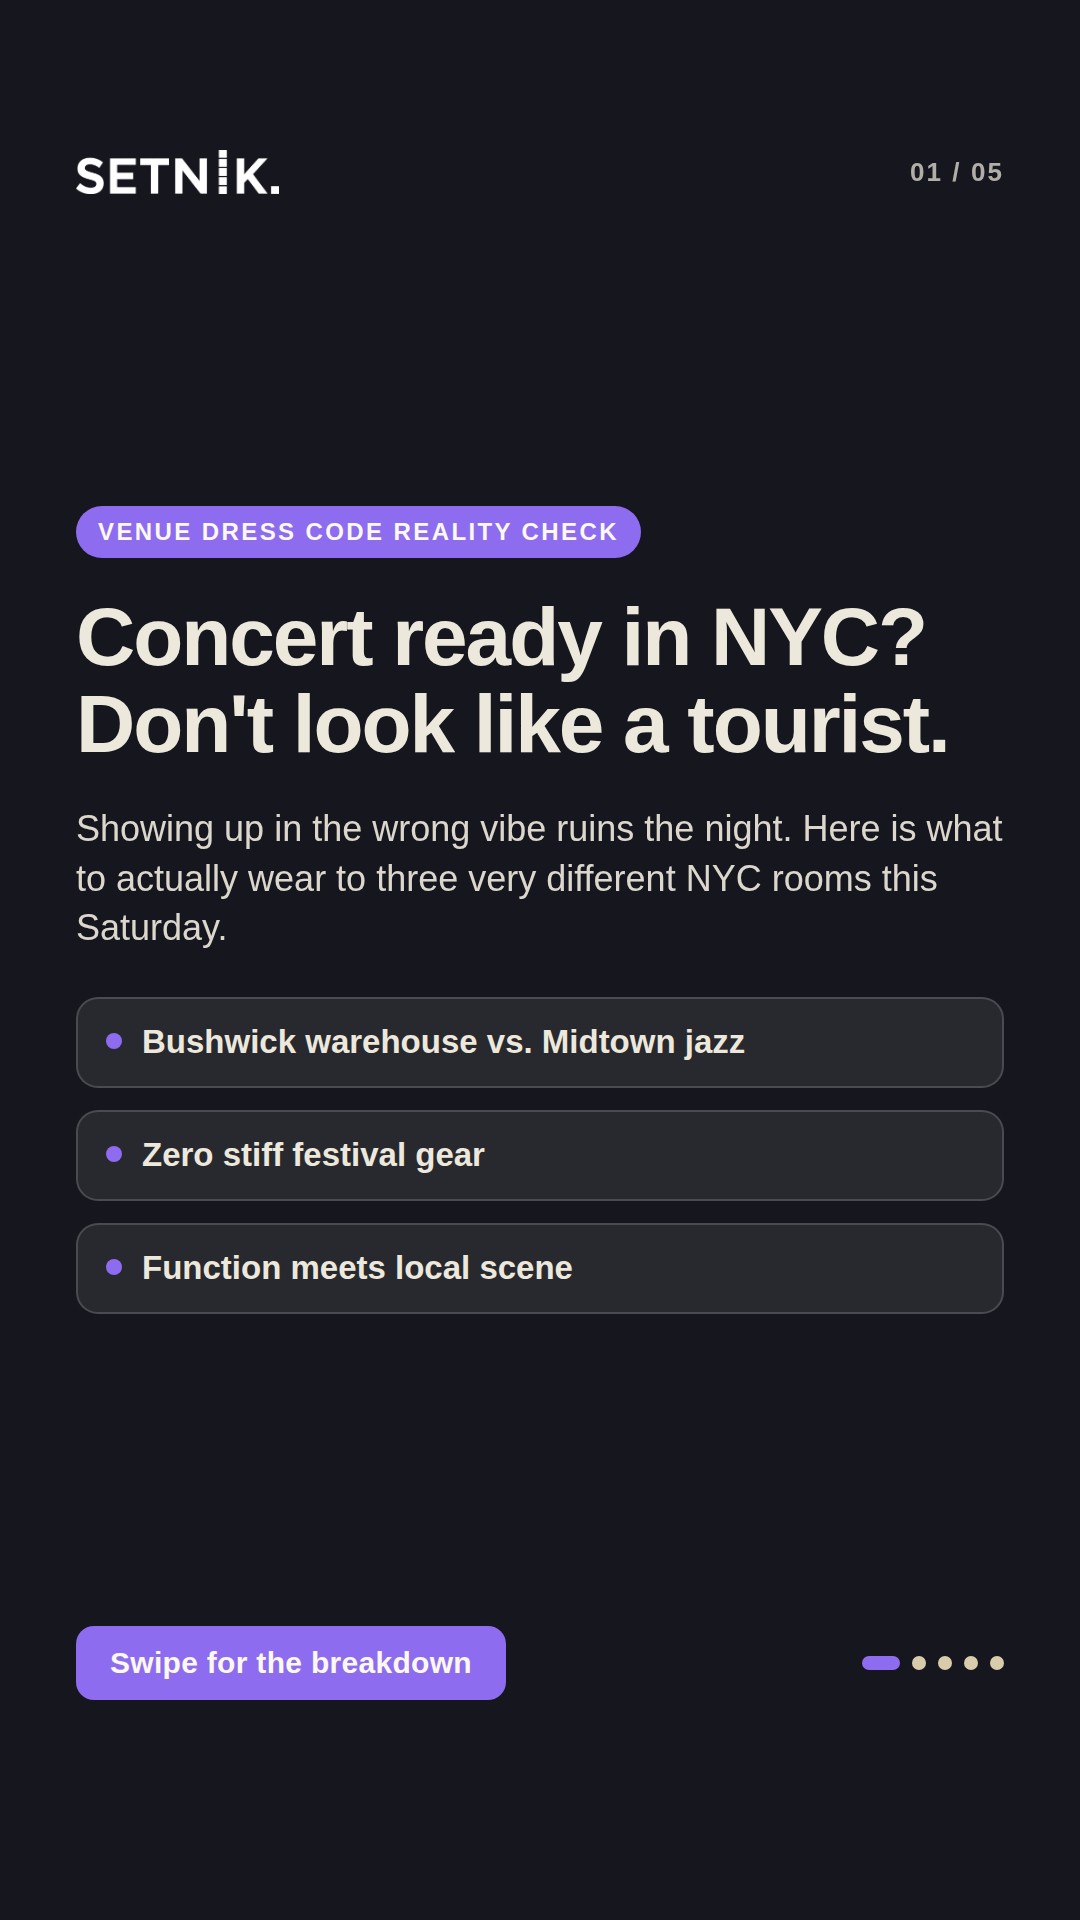 SETNIK.
01 / 05
VENUE DRESS CODE REALITY CHECK
Concert ready in NYC?
Don't look like a tourist.
Showing up in the wrong vibe ruins the night. Here is what
to actually wear to three very different NYC rooms this
Saturday.
Bushwick warehouse vs. Midtown jazz
Zero stiff festival gear
Function meets local scene
Swipe for the breakdown